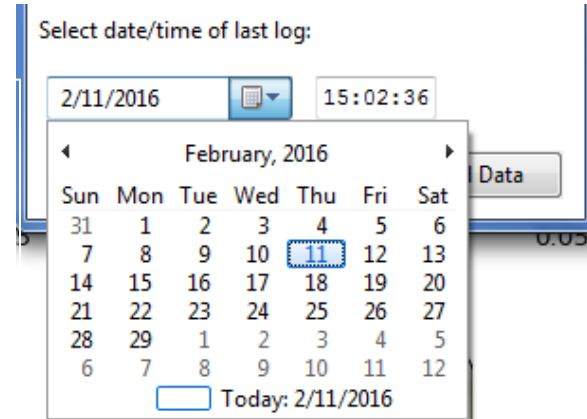 Select date/time of last log:
2/11/2016 15:02:36
February, 2016
Data
Sun Mon Tue Wed Thu Fri Sat
31 1 2 3 4 5 6
0.05
7 8 9 10 11 12 13
14 15 16 17 18 19 20
21 22 23 24 25 26 27
28 29 1 2 3 4 5
6 7 8 9 10 11 12
Today: 2/11/2016